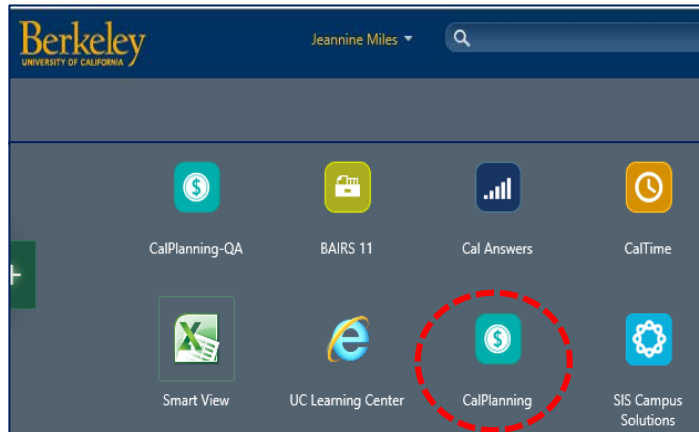 Berkeley
UNIVERSITY OF CALIFORNIA
Jeannine Miles
CalPlanning-QA
BAIRS 11
Cal Answers
CalTime
Smart View
UC Learning Center
CalPlanning
SIS Campus
Solutions